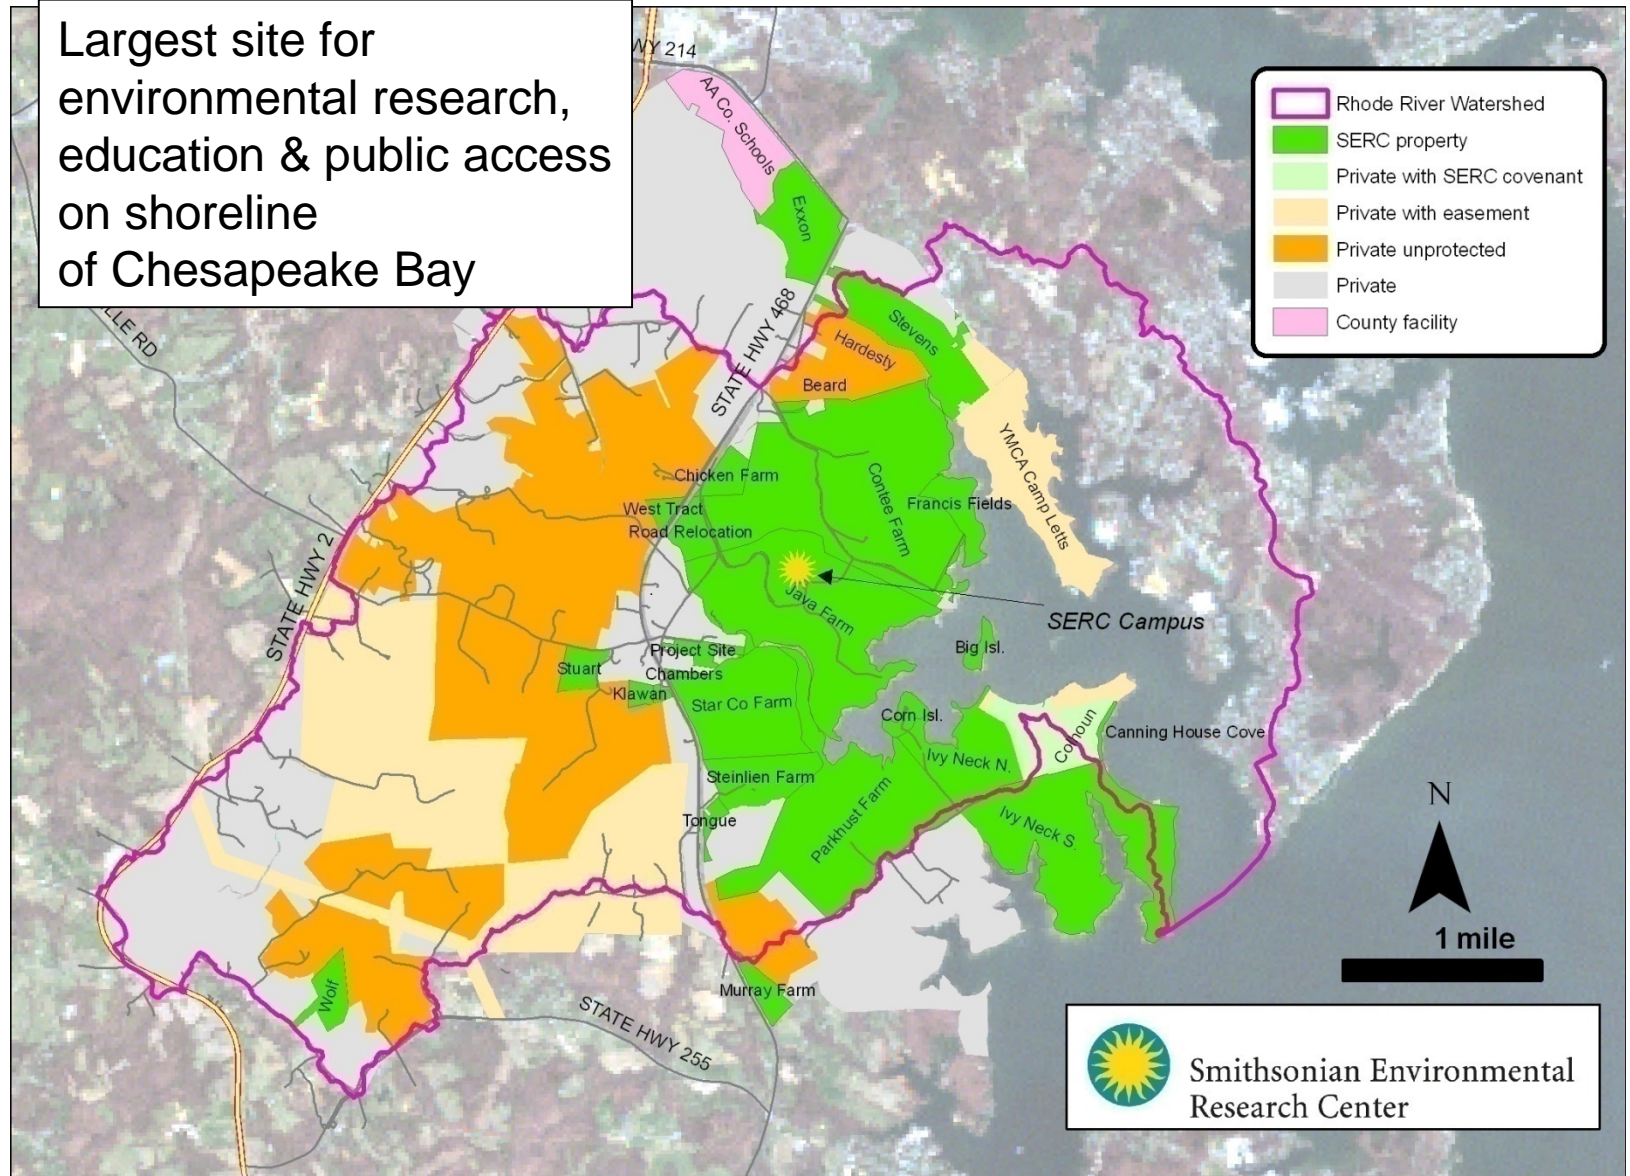 Largest site for
environmental research,
education & public access
on shoreline
of Chesapeake Bay
WY 214
AA Co. Schools
Exxon
Rhode River Watershed
SERC property
Private with SERC covenant
Private with easement
Private unprotected
Private
County facility
LLE RD
STATE HWY 468
Stevens
Hardesty
Beard
YMCA Camp Letts
Chicken Farm
Contee Farm
Francis Fields
West Tract
Road Relocation
STATE HWY 2
Java Farm
SERC Campus
Big Isl.
Project Site
Stuart
Chambers
Klawan
Star Co Farm
Corn Isl.
Colhoun
Canning House Cove
Ivy Neck N.
Steinlien Farm
Tongue
Parkhust Farm
Ivy Neck S.
N
1 mile
Wolf
Murray Farm
STATE HWY 255
Smithsonian Environmental
Research Center